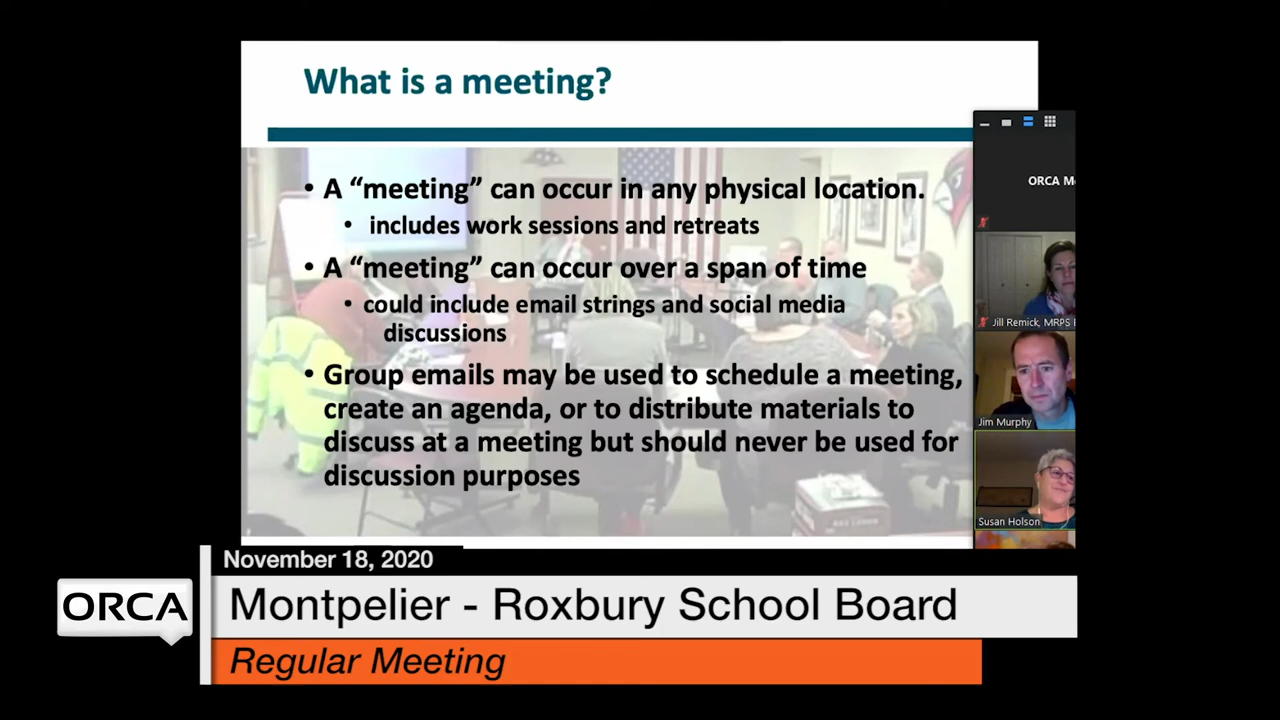 What is a meeting?
• A “meeting” can occur in any physical location.
• includes work sessions and retreats
• A “meeting” can occur over a span of time
• could include email strings and social media
discussions
• Group emails may be used to schedule a meeting,
create an agenda, or to distribute materials to
discuss at a meeting but should never be used for
discussion purposes
ORCA M
Jill Remick, MRPS
Jim Murphy
Susan Holson
November 18, 2020
ORCA
Montpelier - Roxbury School Board
Regular Meeting